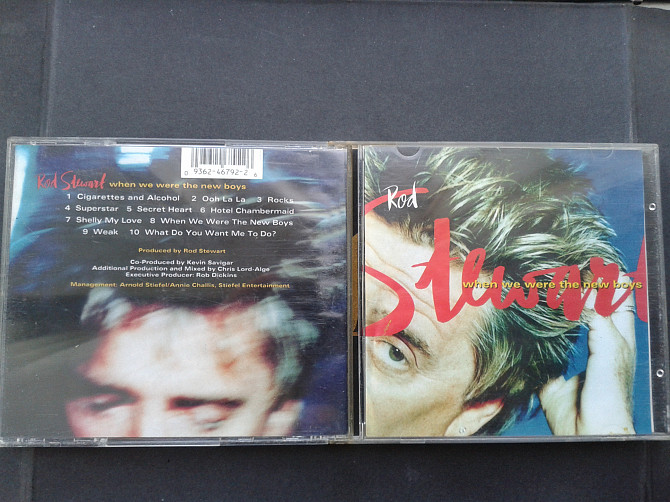 0 9362-46792-2 6
Rod Stewart when we were the new boys
1 Cigarettes and Alcohol 2 Ooh La La 3 Rocks
4 Superstar 5 Secret Heart 6 Hotel Chambermaid
7 Shelly My Love 8 When We Were The New Boys
9 Weak 10 What Do You Want Me To Do?
Produced by Rod Stewart
Co-Produced by Kevin Savigar
Additional Production and Mixed by Chris Lord-Alge
Executive Producer: Rob Dickins
Management: Arnold Stiefel/Annie Challis, Stiefel Entertainment
Rod
Stewart
when we were the new boys